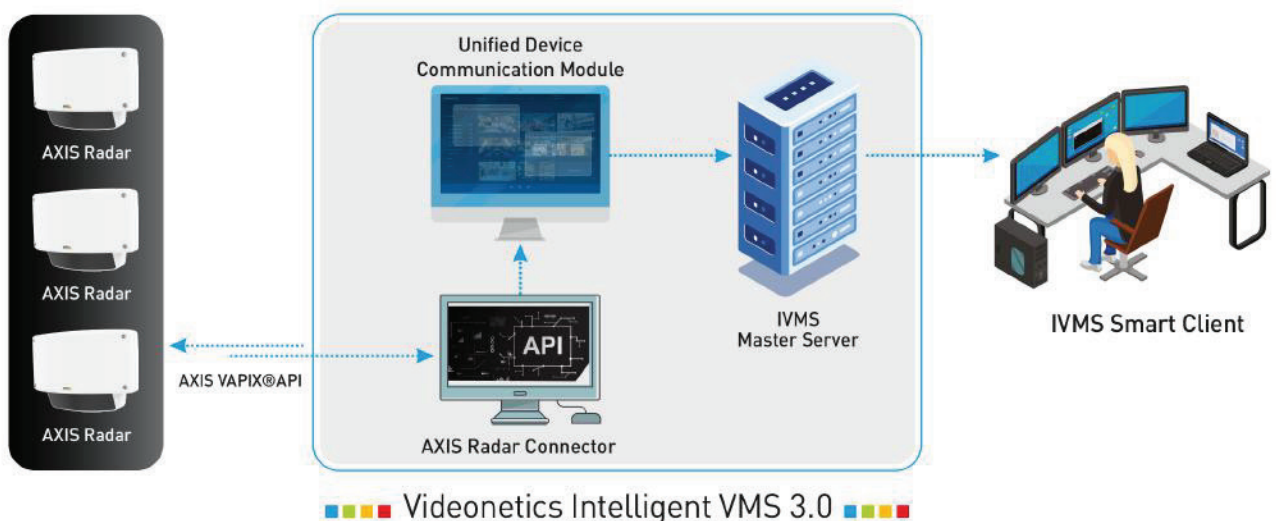 AXIS Radar
AXIS Radar
AXIS Radar
AXIS VAPIX®API
Unified Device
Communication Module
API
AXIS Radar Connector
IVMS
Master Server
IVMS Smart Client
Videonetics Intelligent VMS 3.0